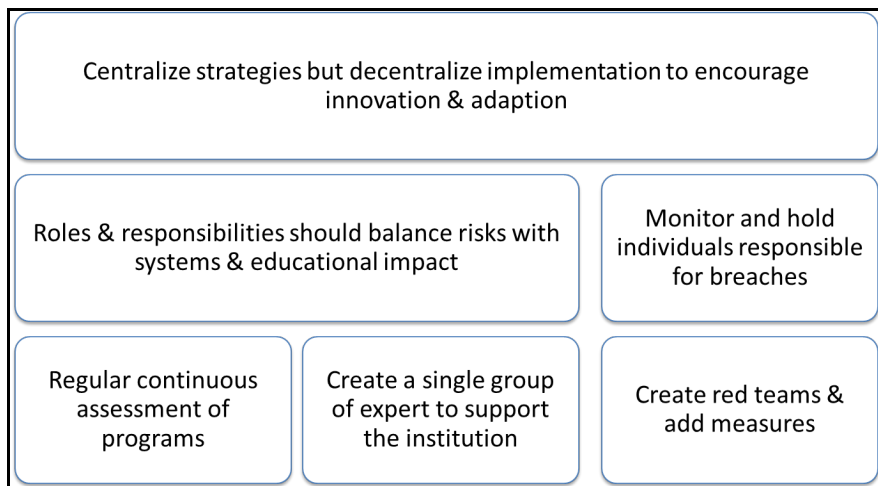 Centralize strategies but decentralize implementation to encourage
innovation & adaption
Roles & responsibilities should balance risks with
systems & educational impact
Monitor and hold
individuals responsible
for breaches
Regular continuous
assessment of
programs
Create a single group
of expert to support
the institution
Create red teams &
add measures